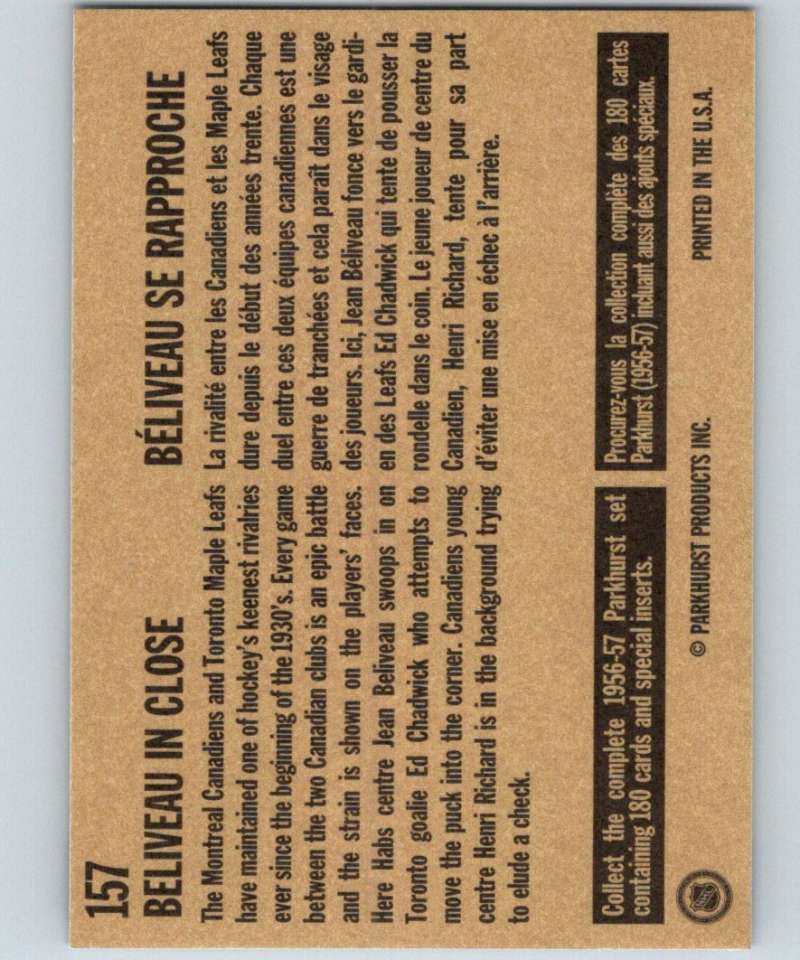 157
BELIVEAU IN CLOSE
The Montreal Canadiens and Toronto Maple Leafs
have maintained one of hockey's keenest rivalries
ever since the beginning of the 1930's. Every game
between the two Canadian clubs is an epic battle
and the strain is shown on the players' faces.
Here Habs centre Jean Beliveau swoops in on
Toronto goalie Ed Chadwick who attempts to
move the puck into the corner. Canadiens young
centre Henri Richard is in the background trying
to elude a check.
BÉLIVEAU SE RAPPROCHE
La rivalité entre les Canadiens et les Maple Leafs
dure depuis le début des années trente. Chaque
duel entre ces deux équipes canadiennes est une
guerre de tranchées et cela paraît dans le visage
des joueurs. Ici, Jean Béliveau fonce vers le gardi-
en des Leafs Ed Chadwick qui tente de pousser la
rondelle dans le coin. Le jeune joueur de centre du
Canadien, Henri Richard, tente pour sa part
d'éviter une mise en échec à l'arrière.
Collect the complete 1956-57 Parkhurst set
containing 180 cards and special inserts.
Procurez-vous la collection complète des 180 cartes
Parkhurst (1956-57) incluant aussi des ajouts spéciaux.
© PARKHURST PRODUCTS INC.
PRINTED IN THE U.S.A.